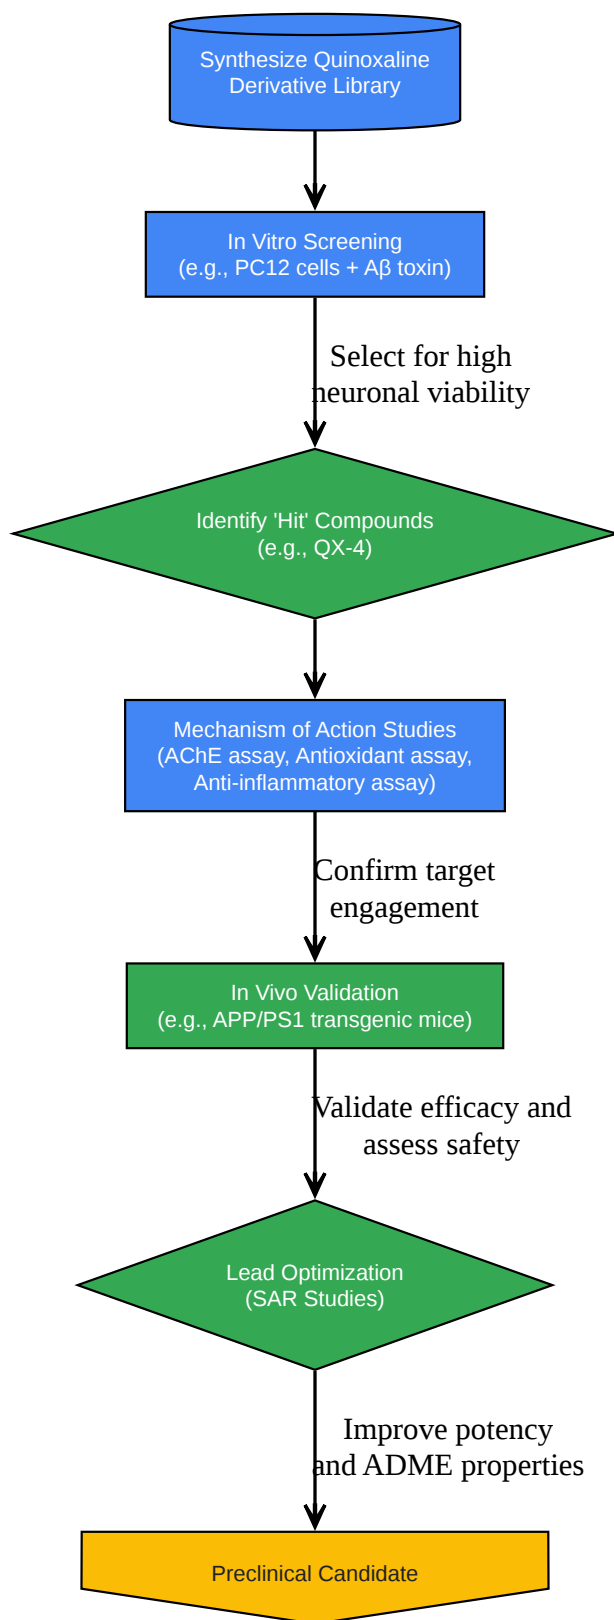 Synthesize Quinoxaline
Derivative Library
In Vitro Screening
(e.g., PC12 cells + Aβ toxin)
Select for high
neuronal viability
Identify 'Hit' Compounds
(e.g., QX-4)
Mechanism of Action Studies
(AChE assay, Antioxidant assay,
Anti-inflammatory assay)
Confirm target
engagement
In Vivo Validation
(e.g., APP/PS1 transgenic mice)
Validate efficacy and
assess safety
Lead Optimization
(SAR Studies)
Improve potency
and ADME properties
Preclinical Candidate